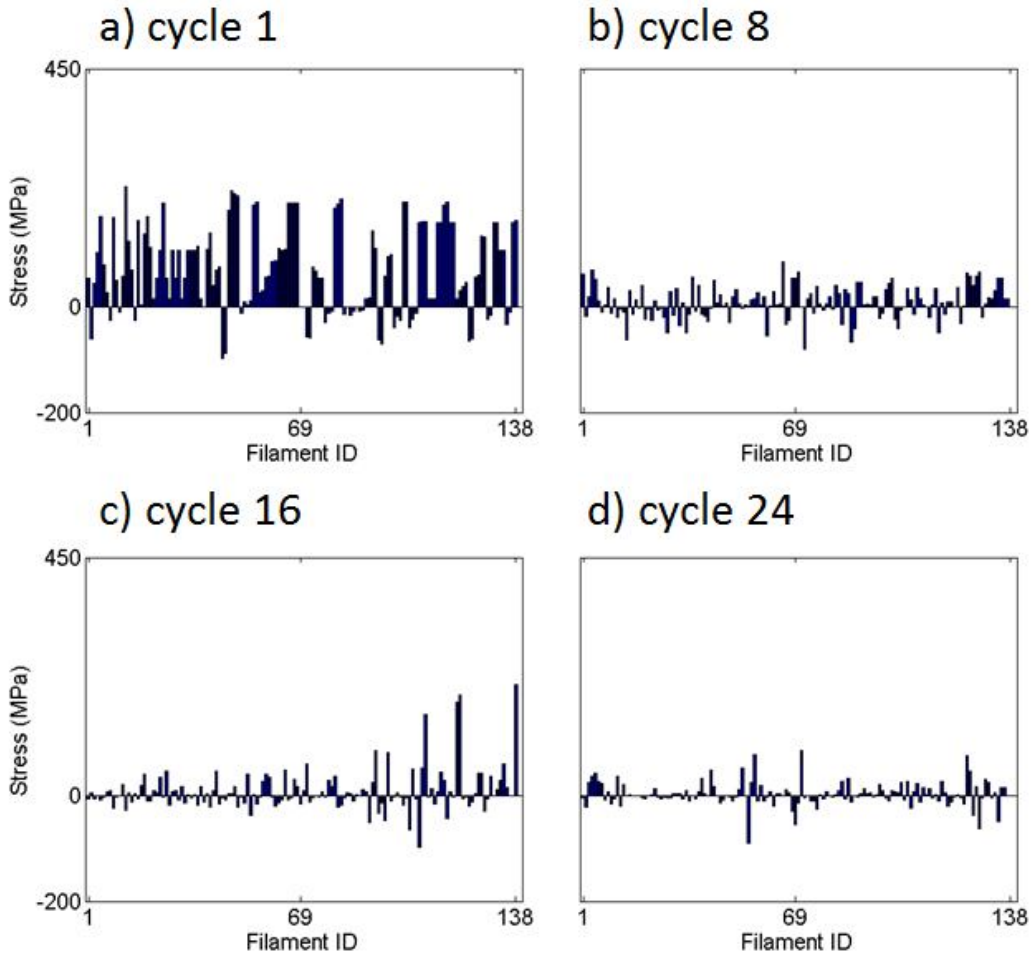 a) cycle 1
b) cycle 8
450
0
-200
Stress (MPa)
1
69
138
Filament ID
1
69
138
Filament ID
c) cycle 16
d) cycle 24
450
0
-200
Stress (MPa)
1
69
138
Filament ID
1
69
138
Filament ID